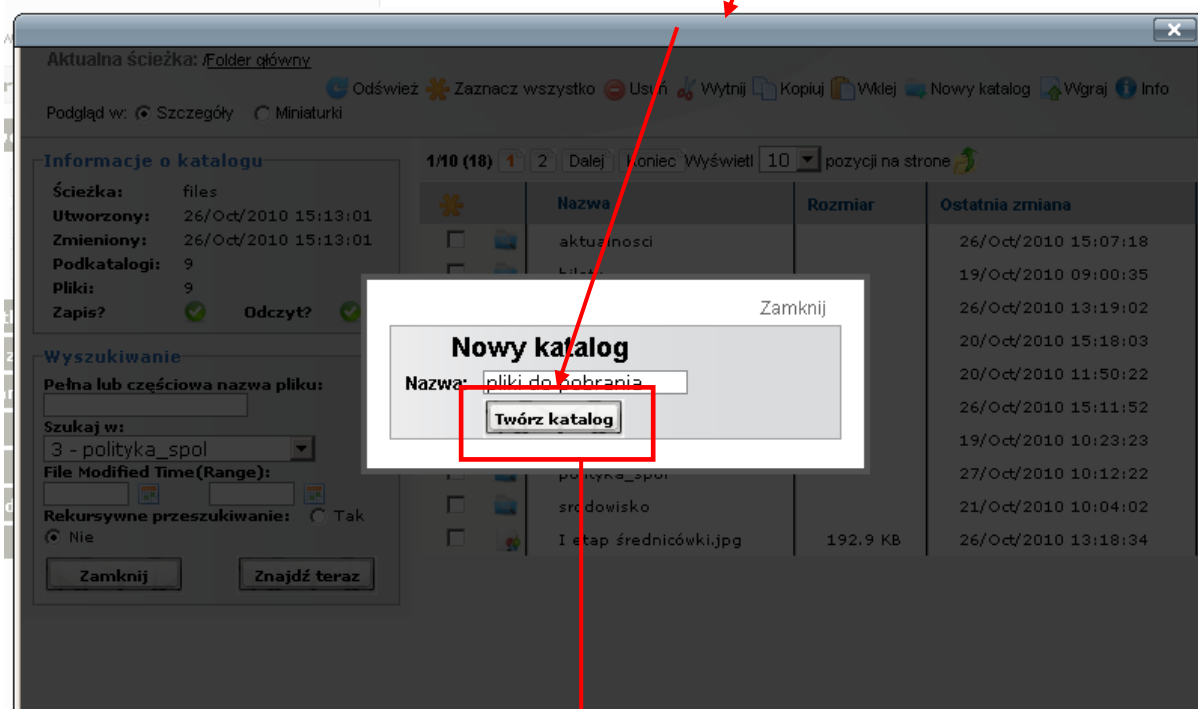 Aktualna ścieżka: /Folder główny
Odśwież Zaznacz wszystko Usuń Wytnij Kopiuj Wklej Nowy katalog Wgraj Info
Podgląd w: Szczegóły Miniaturki
Informacje o katalogu
Ścieżka: files
Utworzony: 26/Oct/2010 15:13:01
Zmieniony: 26/Oct/2010 15:13:01
Podkatalogi: 9
Pliki: 9
Zapis? Odczyt?
Wyszukiwanie
Pełna lub częściowa nazwa pliku:
Szukaj w:
3 - polityka_spol
File Modified Time(Range):
Rekursywne przeszukiwanie: Tak
Nie
Zamknij Znajdź teraz
1/10 (18) 1 2 Dalej Koniec Wyświetl 10 pozycji na strone
Nazwa Rozmiar Ostatnia zmiana
aktualnosci 26/Oct/2010 15:07:18
19/Oct/2010 09:00:35
26/Oct/2010 13:19:02
20/Oct/2010 15:18:03
20/Oct/2010 11:50:22
26/Oct/2010 15:11:52
19/Oct/2010 10:23:23
polityka_spol 27/Oct/2010 10:12:22
srodowisko 21/Oct/2010 10:04:02
I etap średnicówki.jpg 192.9 KB 26/Oct/2010 13:18:34
Zamknij
Nowy katalog
Nazwa: pliki do pobrania
Twórz katalog